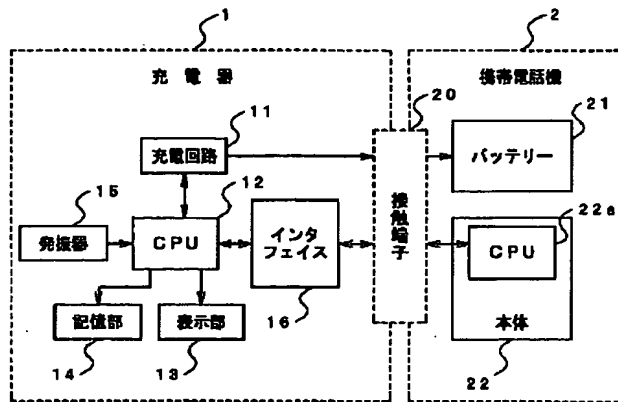 1
2
充電器
携帯電話機
20
11
21
充電回路
バッテリー
15
12
接触端子
22a
発振器
CPU
インタフェイス
CPU
記憶部
表示部
16
本体
14
13
22